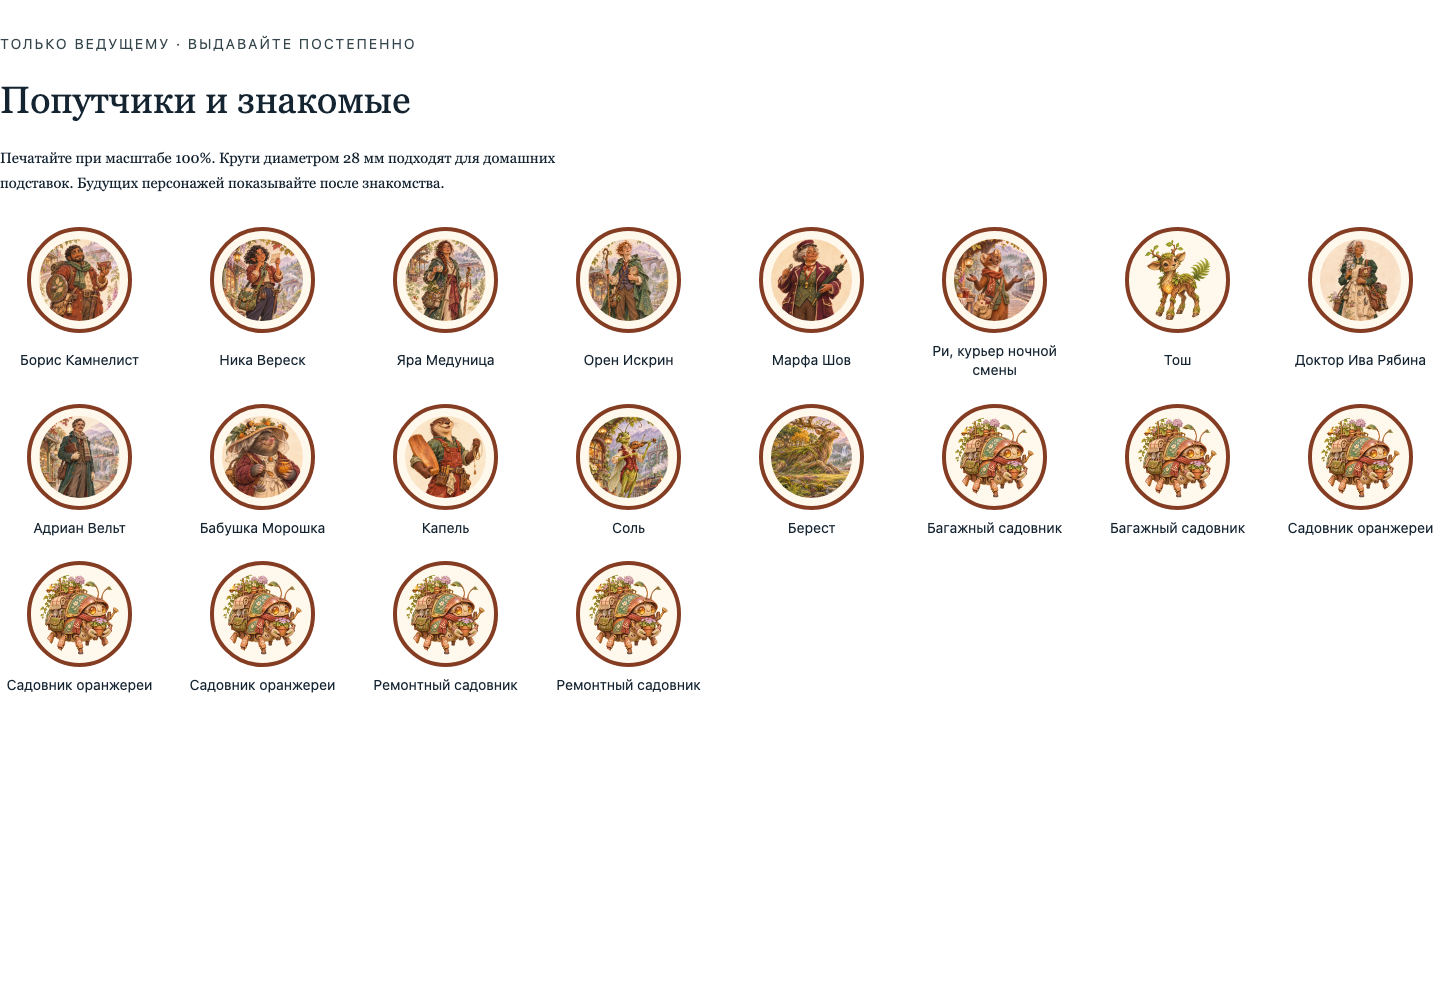 ТОЛЬКО ВЕДУЩЕМУ · ВЫДАВАЙТЕ ПОСТЕПЕННО
Попутчики и знакомые
Печатайте при масштабе 100%. Круги диаметром 28 мм подходят для домашних
подставок. Будущих персонажей показывайте после знакомства.
Борис Камнелист
Ника Вереск
Яра Медуница
Орен Искрин
Марфа Шов
Ри, курьер ночной
смены
Тош
Доктор Ива Рябина
Адриан Вельт
Бабушка Морошка
Капель
Соль
Берест
Багажный садовник
Багажный садовник
Садовник оранжереи
Садовник оранжереи
Садовник оранжереи
Ремонтный садовник
Ремонтный садовник